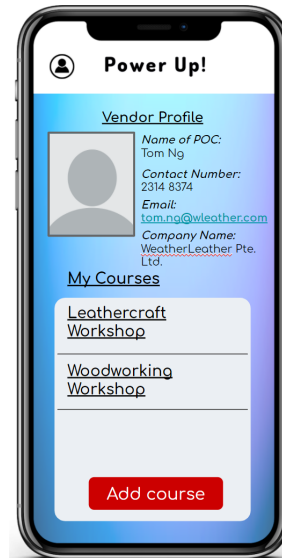 Power Up!
Vendor Profile
Name of POC:
Tom Ng
Contact Number:
2314 8374
Email:
tom.ng@wleather.com
Company Name:
WeatherLeather Pte.
Ltd.
My Courses
Leathercraft
Workshop
Woodworking
Workshop
Add course